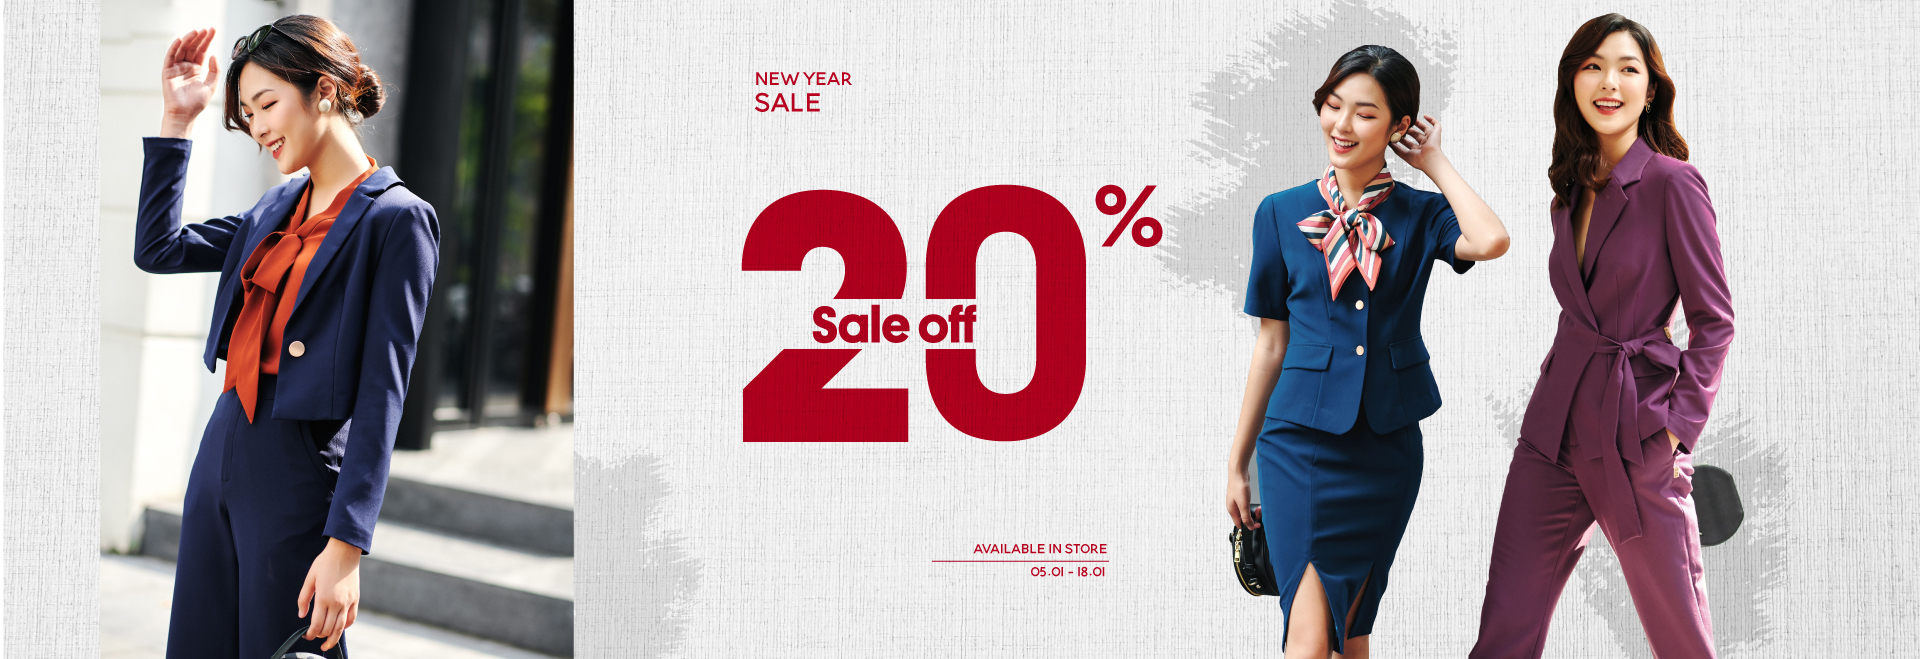 NEW YEAR
SALE
20%
Sale off
AVAILABLE IN STORE
05.01 - 18.01